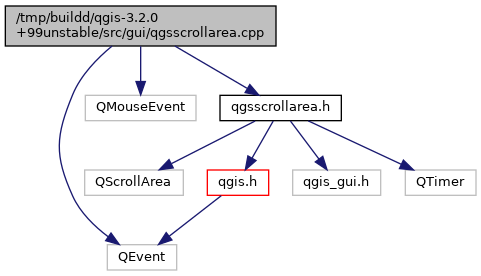 /tmp/buildd/qgis-3.2.0
+99unstable/src/gui/qgsscrollarea.cpp
QMouseEvent
qgsscrollarea.h
QScrollArea
qgis.h
qgis_gui.h
QTimer
QEvent